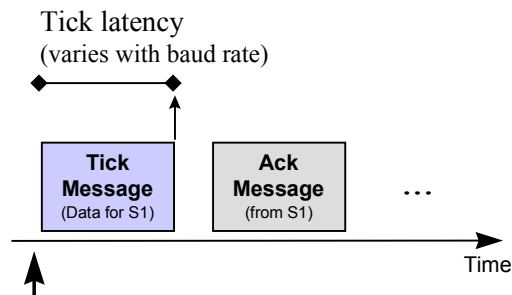 Tick latency
(varies with baud rate)
Tick
Message
(Data for S1)
Ack
Message
(from S1)
...
Time